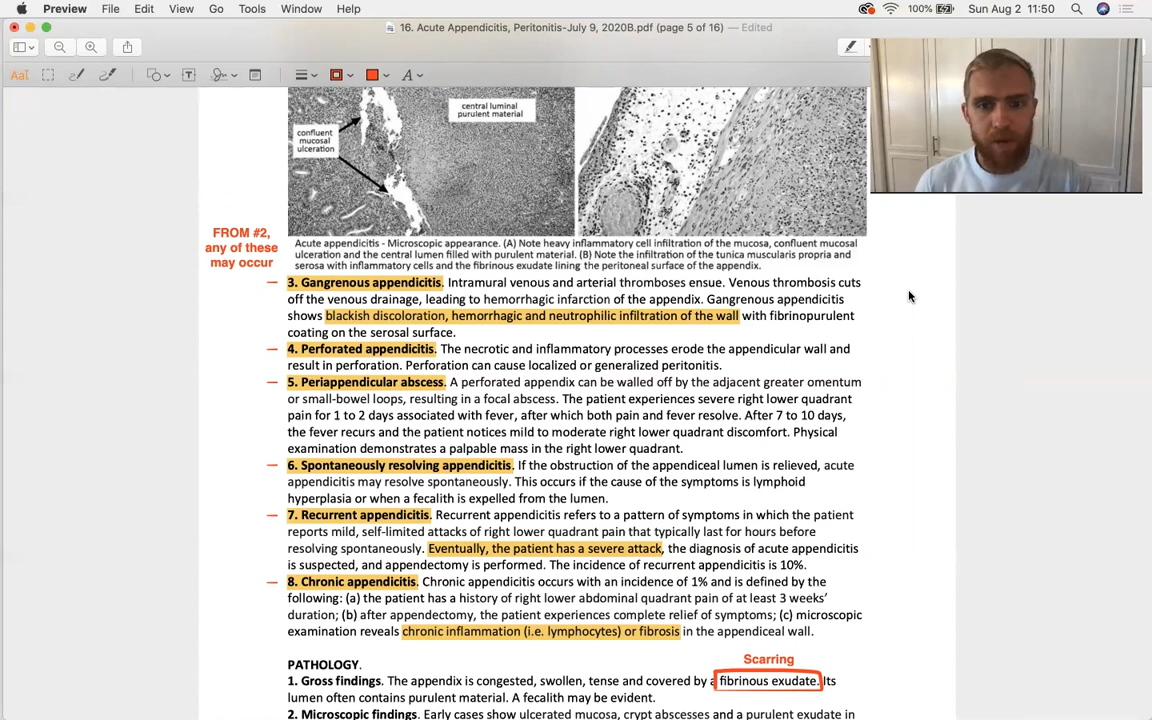 Preview File Edit View Go Tools Window Help 100% Sun Aug 2 11:50
16. Acute Appendicitis, Peritonitis-July 9, 2020B.pdf (page 5 of 16) — Edited
AaI T A
confluent
mucosal
ulceration
central luminal
purulent material
FROM #2,
any of these
may occur
Acute appendicitis - Microscopic appearance. (A) Note heavy inflammatory cell infiltration of the mucosa, confluent mucosal
ulceration and the central lumen filled with purulent material. (B) Note the infiltration of the tunica muscularis propria and
serosa with inflammatory cells and the fibrinous exudate lining the peritoneal surface of the appendix.
3. Gangrenous appendicitis. Intramural venous and arterial thromboses ensue. Venous thrombosis cuts
off the venous drainage, leading to hemorrhagic infarction of the appendix. Gangrenous appendicitis
shows blackish discoloration, hemorrhagic and neutrophilic infiltration of the wall with fibrinopurulent
coating on the serosal surface.
4. Perforated appendicitis. The necrotic and inflammatory processes erode the appendicular wall and
result in perforation. Perforation can cause localized or generalized peritonitis.
5. Periappendicular abscess. A perforated appendix can be walled off by the adjacent greater omentum
or small-bowel loops, resulting in a focal abscess. The patient experiences severe right lower quadrant
pain for 1 to 2 days associated with fever, after which both pain and fever resolve. After 7 to 10 days,
the fever recurs and the patient notices mild to moderate right lower quadrant discomfort. Physical
examination demonstrates a palpable mass in the right lower quadrant.
6. Spontaneously resolving appendicitis. If the obstruction of the appendiceal lumen is relieved, acute
appendicitis may resolve spontaneously. This occurs if the cause of the symptoms is lymphoid
hyperplasia or when a fecalith is expelled from the lumen.
7. Recurrent appendicitis. Recurrent appendicitis refers to a pattern of symptoms in which the patient
reports mild, self-limited attacks of right lower quadrant pain that typically last for hours before
resolving spontaneously. Eventually, the patient has a severe attack, the diagnosis of acute appendicitis
is suspected, and appendectomy is performed. The incidence of recurrent appendicitis is 10%.
8. Chronic appendicitis. Chronic appendicitis occurs with an incidence of 1% and is defined by the
following: (a) the patient has a history of right lower abdominal quadrant pain of at least 3 weeks’
duration; (b) after appendectomy, the patient experiences complete relief of symptoms; (c) microscopic
examination reveals chronic inflammation (i.e. lymphocytes) or fibrosis in the appendiceal wall.
Scarring
PATHOLOGY.
1. Gross findings. The appendix is congested, swollen, tense and covered by a fibrinous exudate. Its
lumen often contains purulent material. A fecalith may be evident.
2. Microscopic findings. Early cases show ulcerated mucosa, crypt abscesses and a purulent exudate in